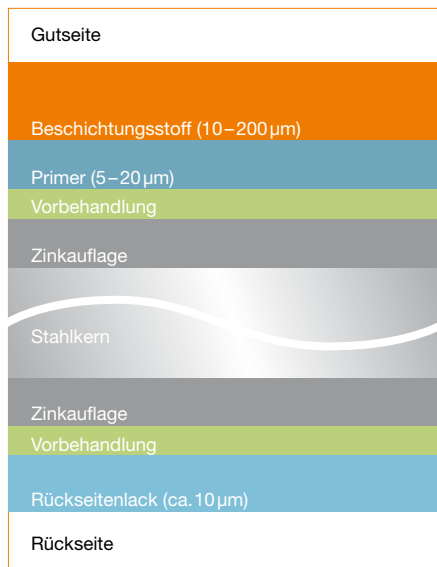 Gutseite
Beschichtungsstoff (10–200 µm)
Primer (5–20 µm)
Vorbehandlung
Zinkauflage
Stahlkern
Zinkauflage
Vorbehandlung
Rückseitenlack (ca. 10 µm)
Rückseite